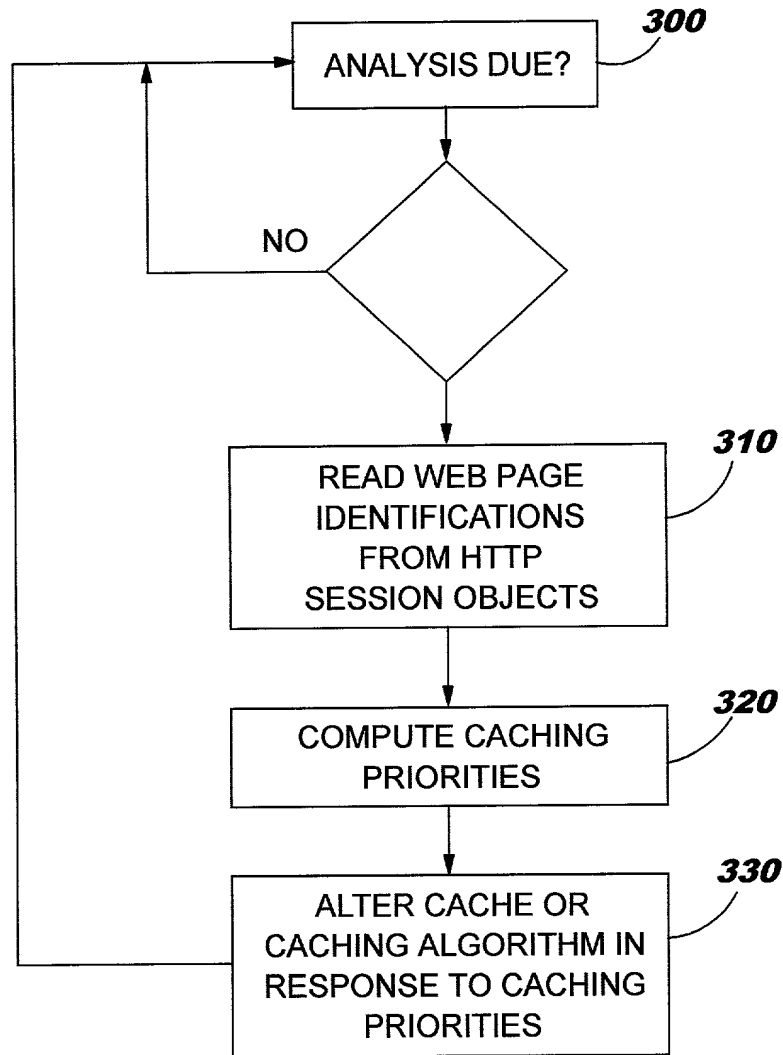 300
ANALYSIS DUE?
NO
310
READ WEB PAGE
IDENTIFICATIONS
FROM HTTP
SESSION OBJECTS
320
COMPUTE CACHING
PRIORITIES
330
ALTER CACHE OR
CACHING ALGORITHM IN
RESPONSE TO CACHING
PRIORITIES